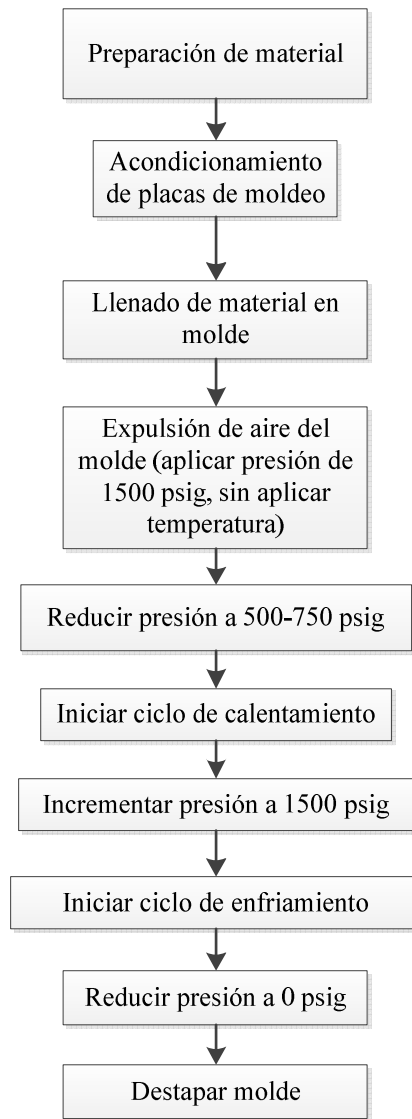 Preparación de material
Acondicionamiento
de placas de moldeo
Llenado de material en
molde
Expulsión de aire del
molde (aplicar presión de
1500 psig, sin aplicar
temperatura)
Reducir presión a 500-750 psig
Iniciar ciclo de calentamiento
Incrementar presión a 1500 psig
Iniciar ciclo de enfriamiento
Reducir presión a 0 psig
Destapar molde